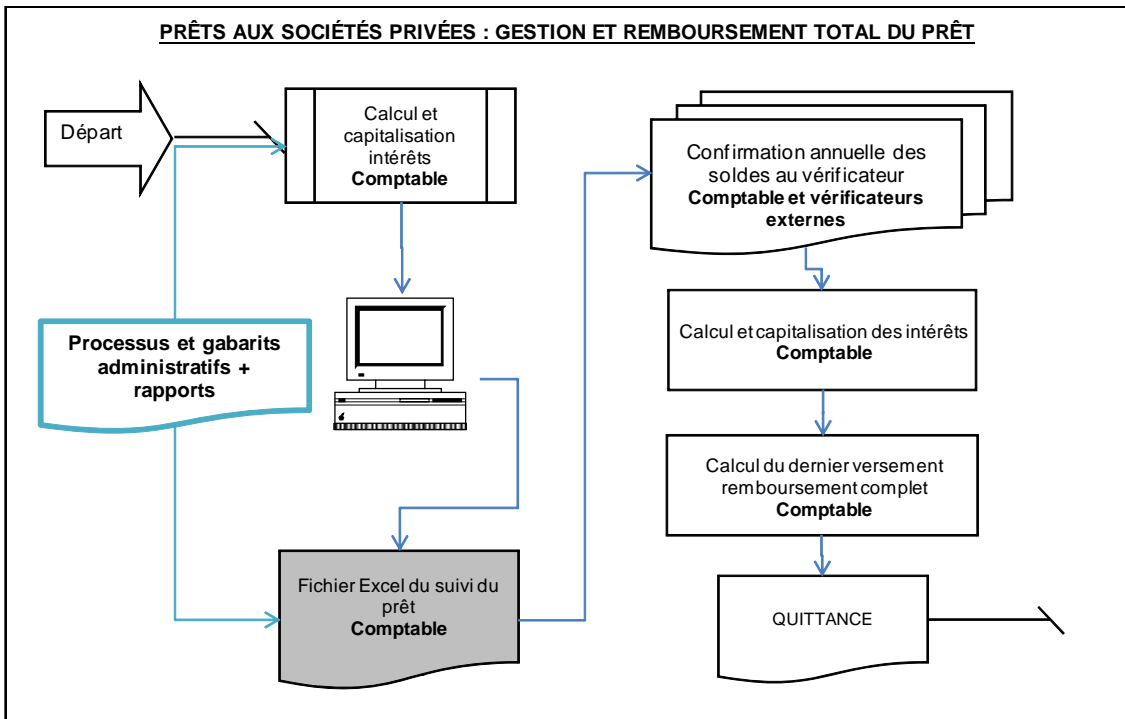 PRÊTS AUX SOCIÉTÉS PRIVÉES : GESTION ET REMBOURSEMENT TOTAL DU PRÊT
Départ
Calcul et
capitalisation
intérêts
Comptable
Processus et gabarits
administratifs +
rapports
Fichier Excel du suivi du
prêt
Comptable
Confirmation annuelle des
soldes au vérificateur
Comptable et vérificateurs
externes
Calcul et capitalisation des intérêts
Comptable
Calcul du dernier versement
remboursement complet
Comptable
QUITTANCE